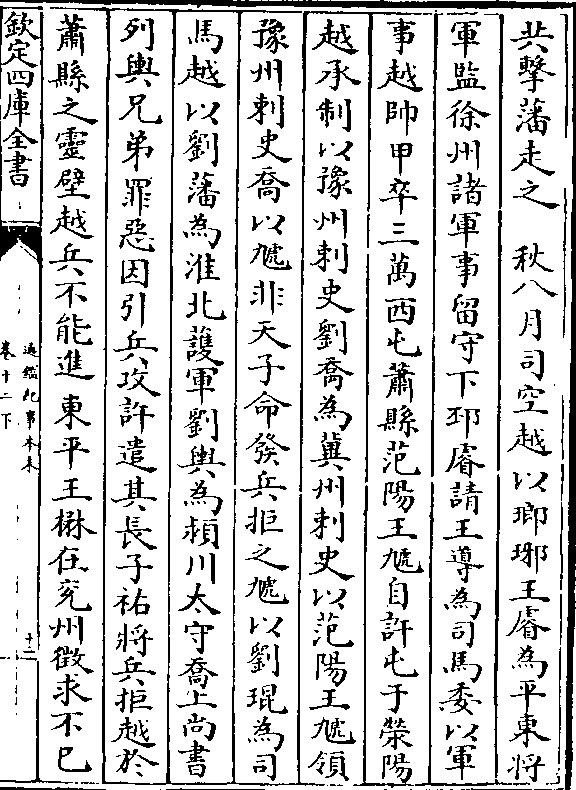 共擊藩走之　秋八月司空越以瑯琊王睿為平東將
軍監徐州諸軍事留守下邳睿請王導為司馬委以軍
事越帥甲卒三萬西屯蕭縣范陽王虓自許屯于滎陽
越承制以豫州刺史劉喬為冀州刺史以范陽王虓領
豫州刺史喬以虓非天子命發兵拒之虓以劉琨為司
馬越以劉藩為淮北護軍劉輿為潁川太守喬上尚書
列輿兄弟罪惡因引兵攻許遣其長子祐將兵拒越於
蕭縣之靈壁越兵不能進東平王楙在兖州徵求不已
欽定四庫全書
通鑑紀事本末
卷十二下
十二